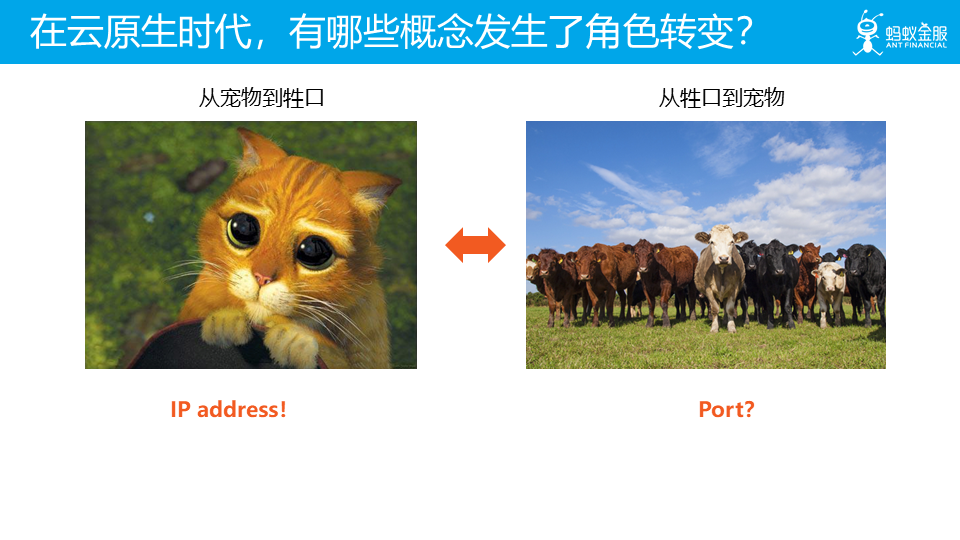 在云原生时代，有哪些概念发生了角色转变？
蚂蚁金服
ANT FINANCIAL
从宠物到牲口
从牲口到宠物
IP address!
Port?